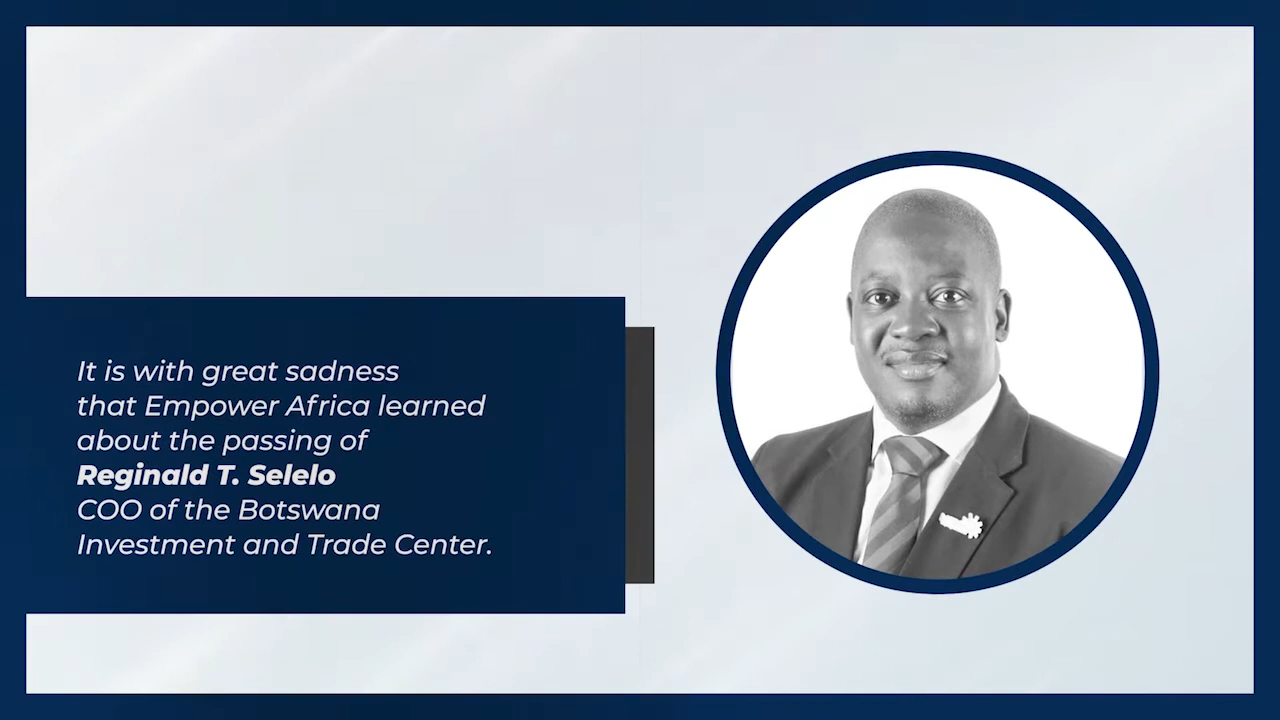 It is with great sadness
that Empower Africa learned
about the passing of
Reginald T. Selelo
COO of the Botswana
Investment and Trade Center.